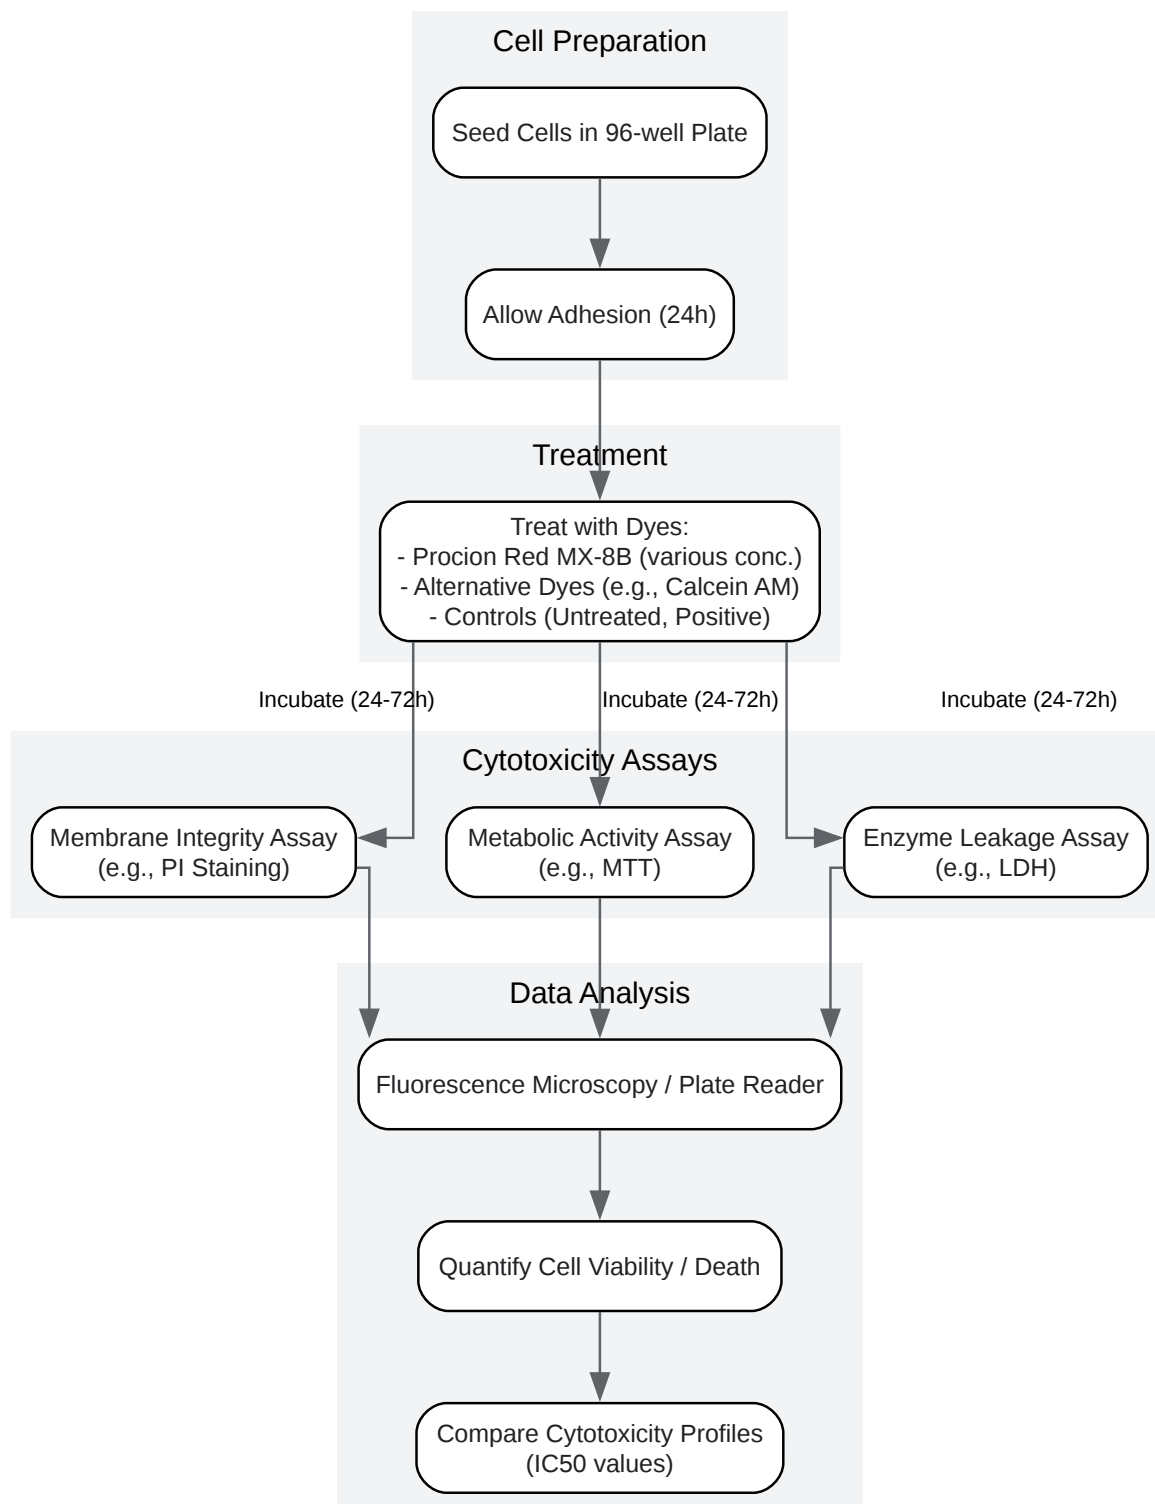 Cell Preparation
Seed Cells in 96-well Plate
Allow Adhesion (24h)
Treatment
Treat with Dyes:
- Procion Red MX-8B (various conc.)
- Alternative Dyes (e.g., Calcein AM)
- Controls (Untreated, Positive)
Incubate (24-72h)
Incubate (24-72h)
Incubate (24-72h)
Cytotoxicity Assays
Membrane Integrity Assay
(e.g., PI Staining)
Metabolic Activity Assay
(e.g., MTT)
Enzyme Leakage Assay
(e.g., LDH)
Data Analysis
Fluorescence Microscopy / Plate Reader
Quantify Cell Viability / Death
Compare Cytotoxicity Profiles
(IC50 values)